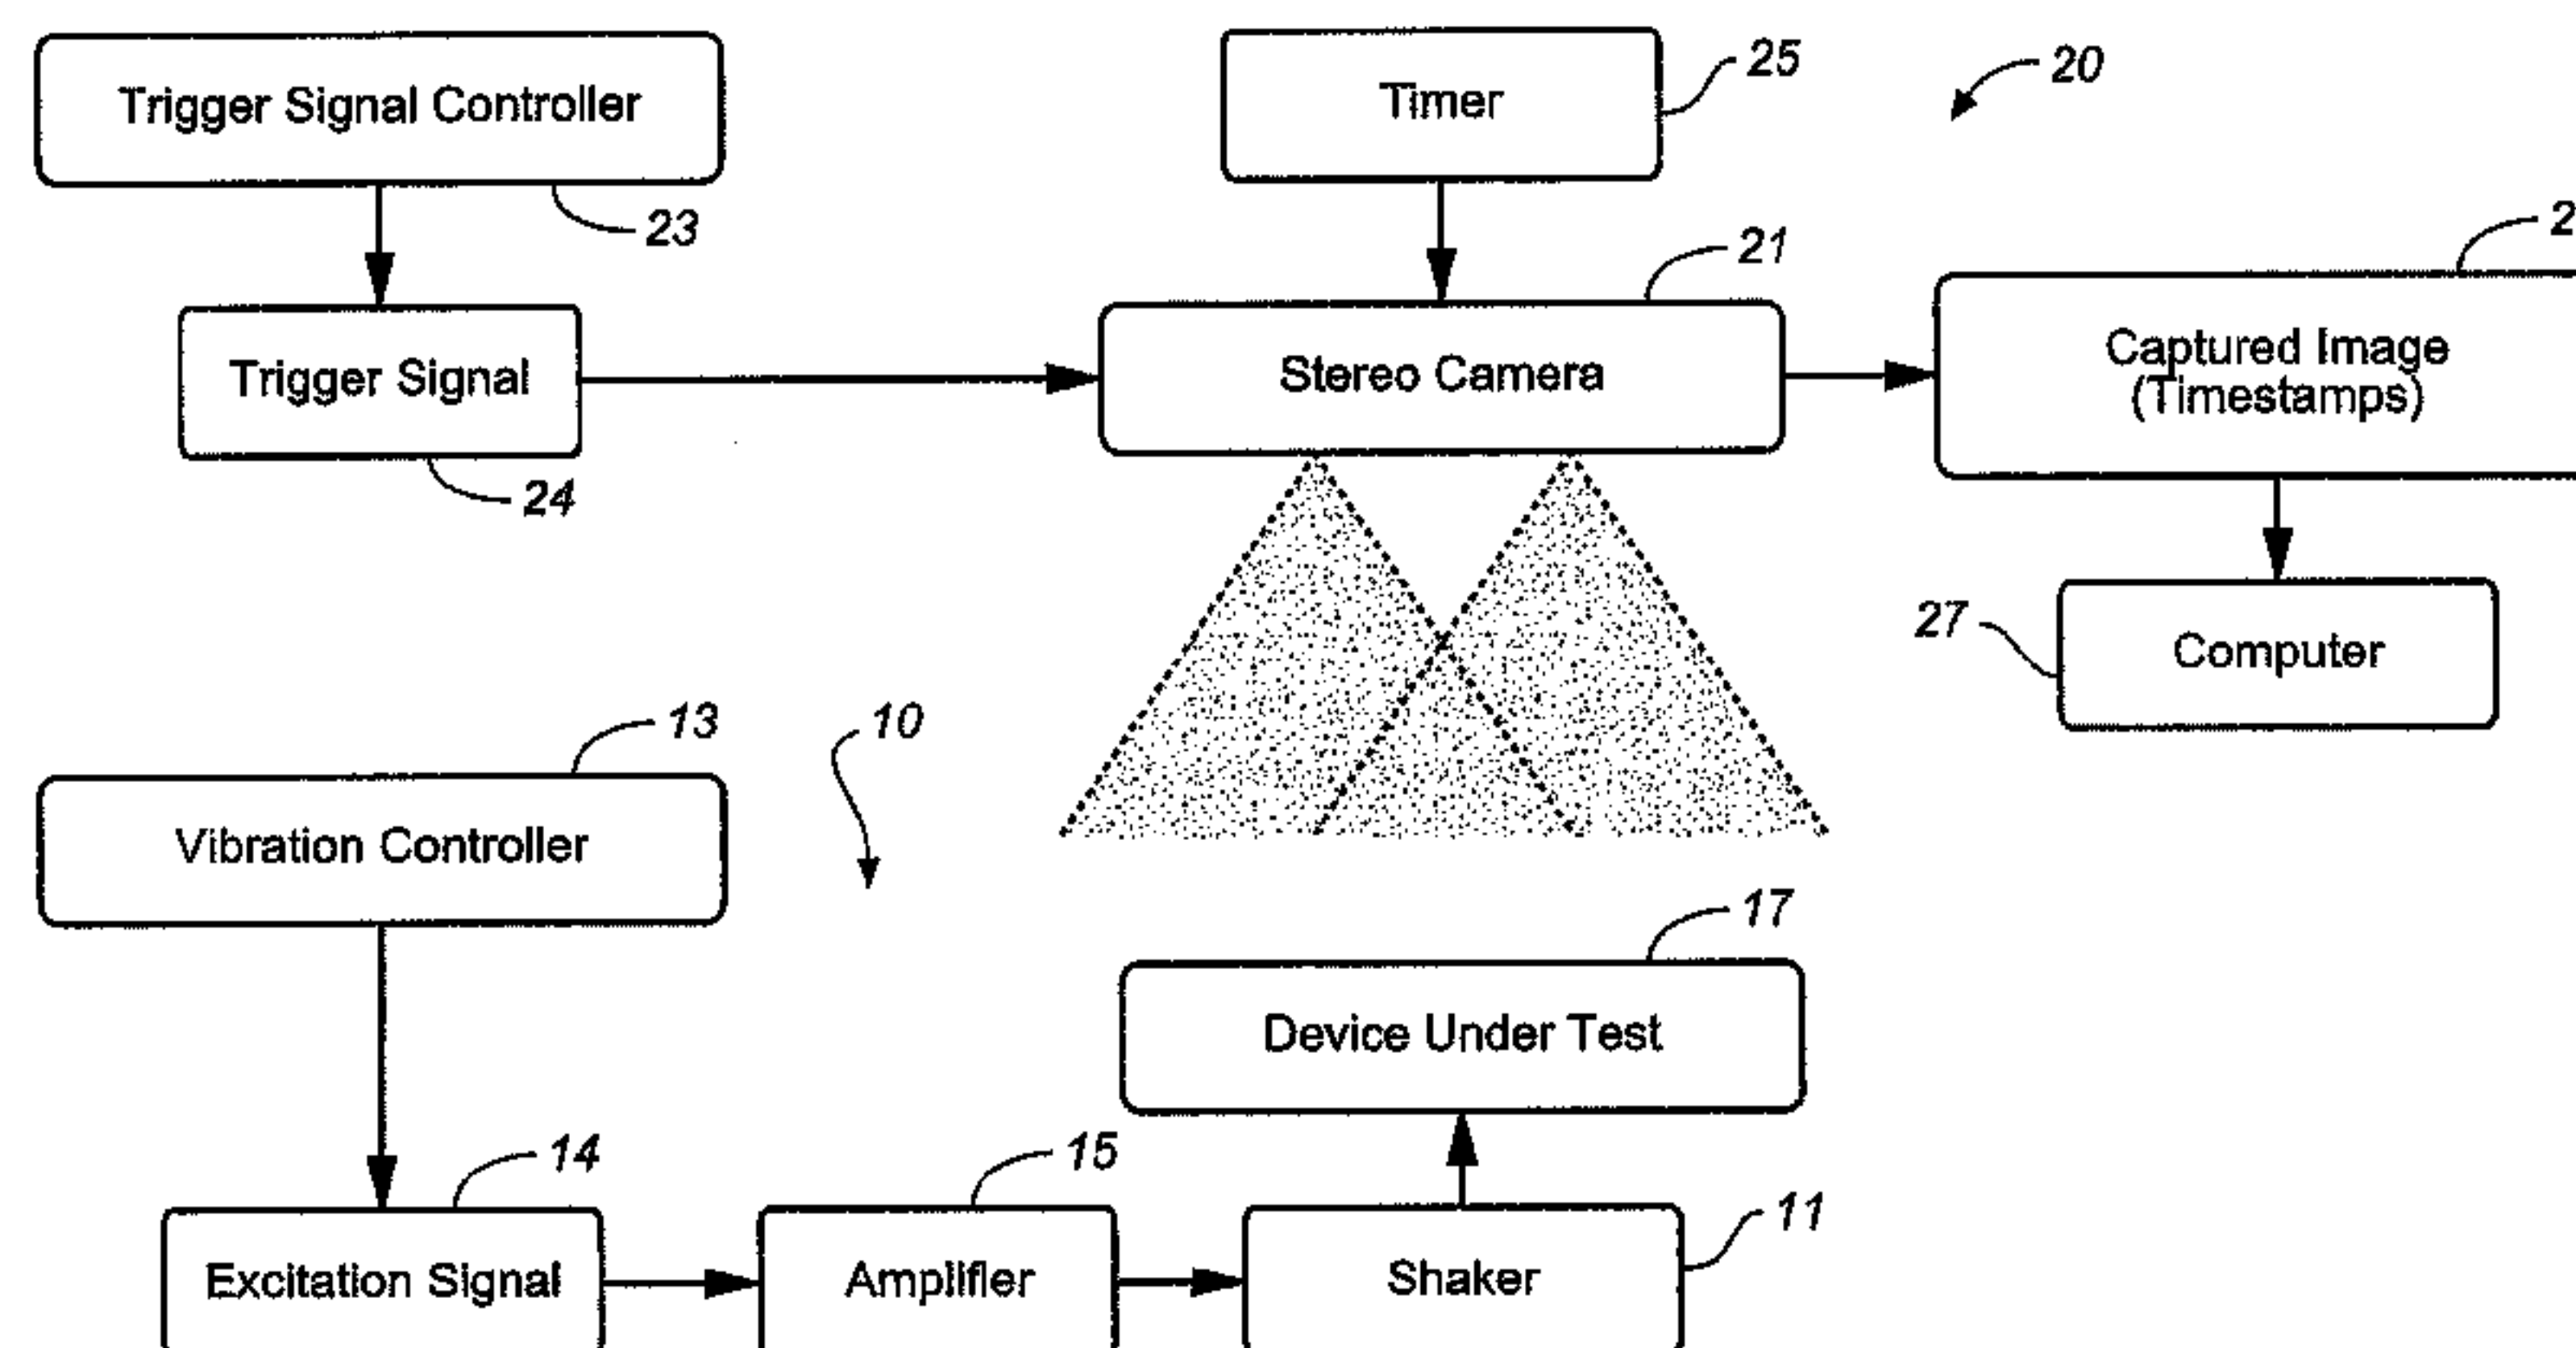 Trigger Signal Controller
23
Timer
25
20
Trigger Signal
24
Stereo Camera
21
Captured Image
(Timestamps)
Computer
27
Vibration Controller
13
10
Device Under Test
17
Excitation Signal
14
Amplifier
15
Shaker
11